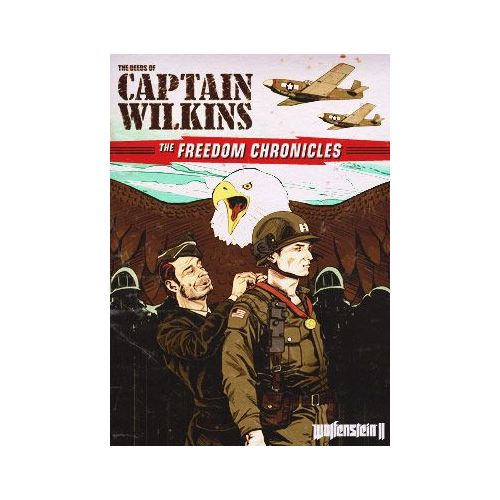 THE DEEDS OF
CAPTAIN
WILKINS
THE FREEDOM CHRONICLES
Wolfenstein II